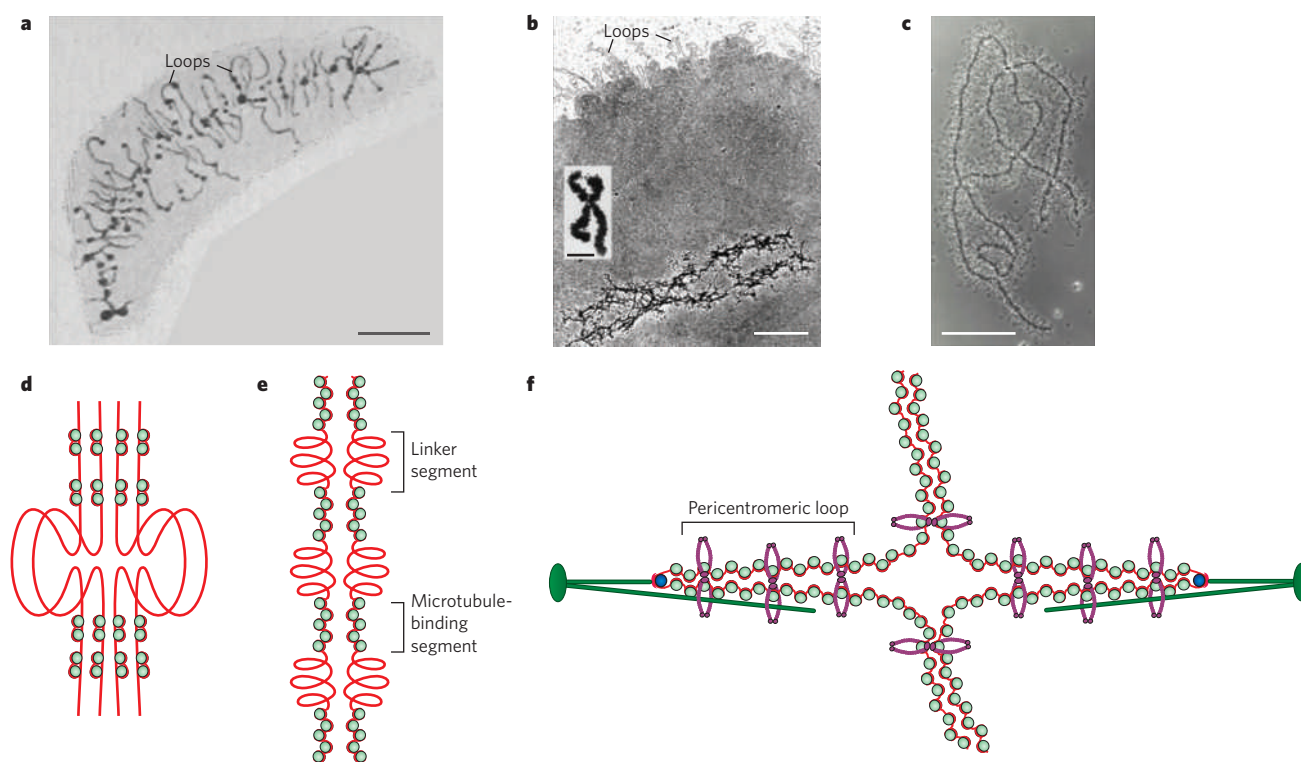 a
Loops
b
Loops
c
d
e
Linker
segment
Microtubule-
binding
segment
f
Pericentromeric loop